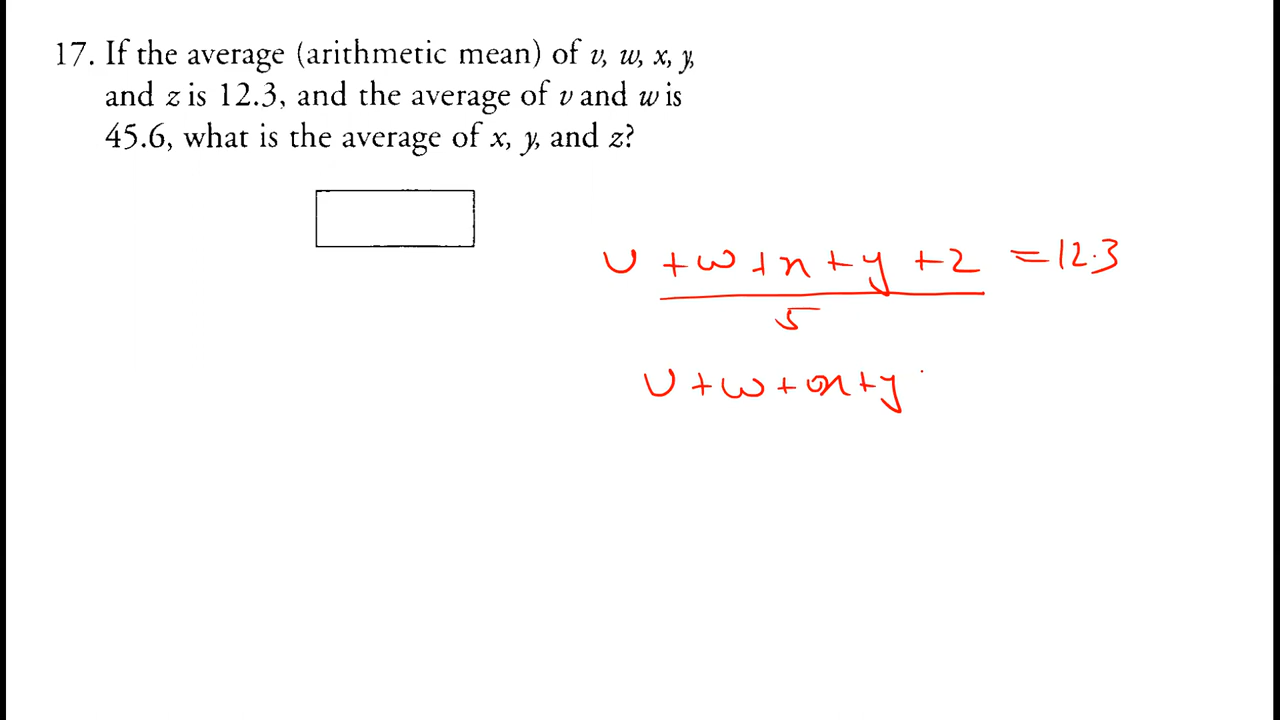 17. If the average (arithmetic mean) of v, w, x, y,
and z is 12.3, and the average of v and w is
45.6, what is the average of x, y, and z?
v + w + x + y + z = 12.3
5
v + w + x + y